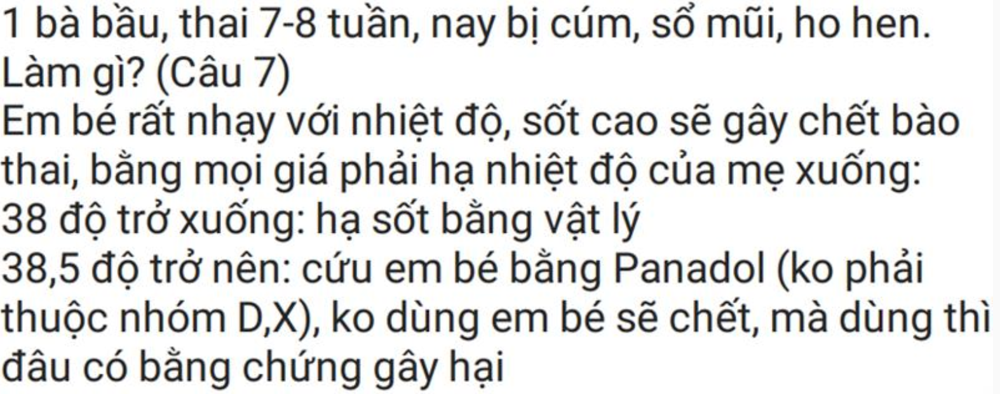 1 bà bầu, thai 7-8 tuần, nay bị cúm, sổ mũi, ho hen.
Làm gì? (Câu 7)
Em bé rất nhạy với nhiệt độ, sốt cao sẽ gây chết bào
thai, bằng mọi giá phải hạ nhiệt độ của mẹ xuống:
38 độ trở xuống: hạ sốt bằng vật lý
38,5 độ trở nên: cứu em bé bằng Panadol (ko phải
thuộc nhóm D,X), ko dùng em bé sẽ chết, mà dùng thì
đâu có bằng chứng gây hại